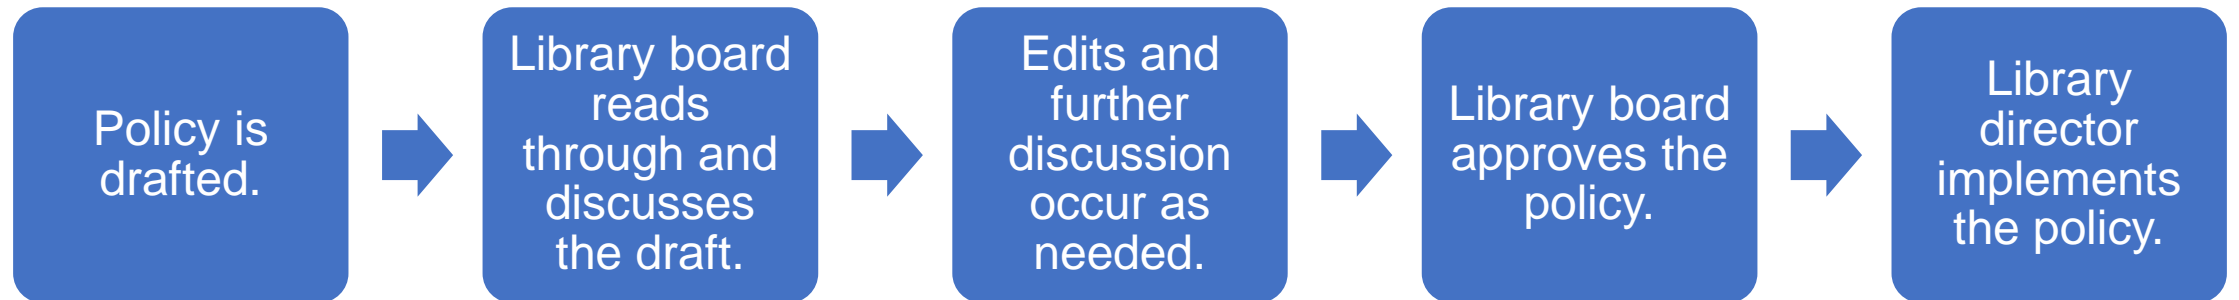 Policy is
drafted.
Library board
reads
through and
discusses
the draft.
Edits and
further
discussion
occur as
needed.
Library board
approves the
policy.
Library
director
implements
the policy.